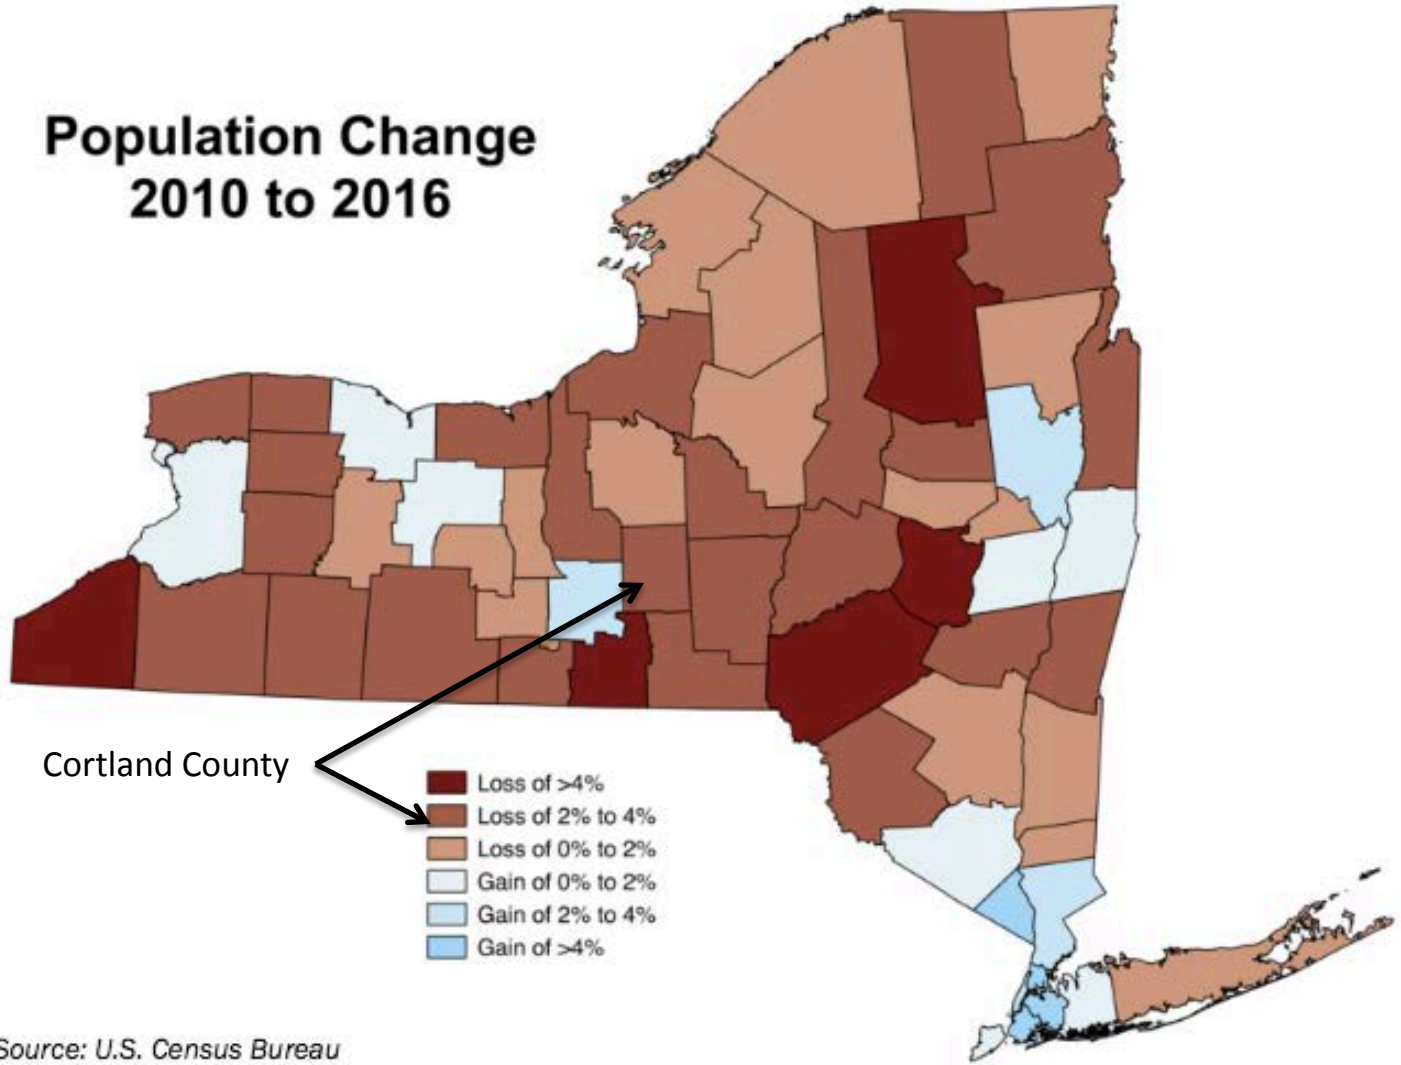 Population Change
2010 to 2016
Cortland County
Loss of >4%
Loss of 2% to 4%
Loss of 0% to 2%
Gain of 0% to 2%
Gain of 2% to 4%
Gain of >4%
Source: U.S. Census Bureau